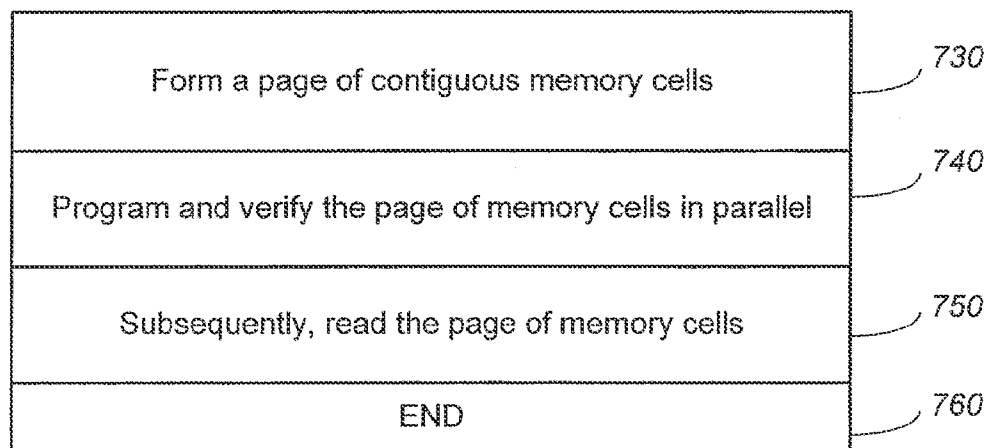 Form a page of contiguous memory cells
730
Program and verify the page of memory cells in parallel
740
Subsequently, read the page of memory cells
750
END
760